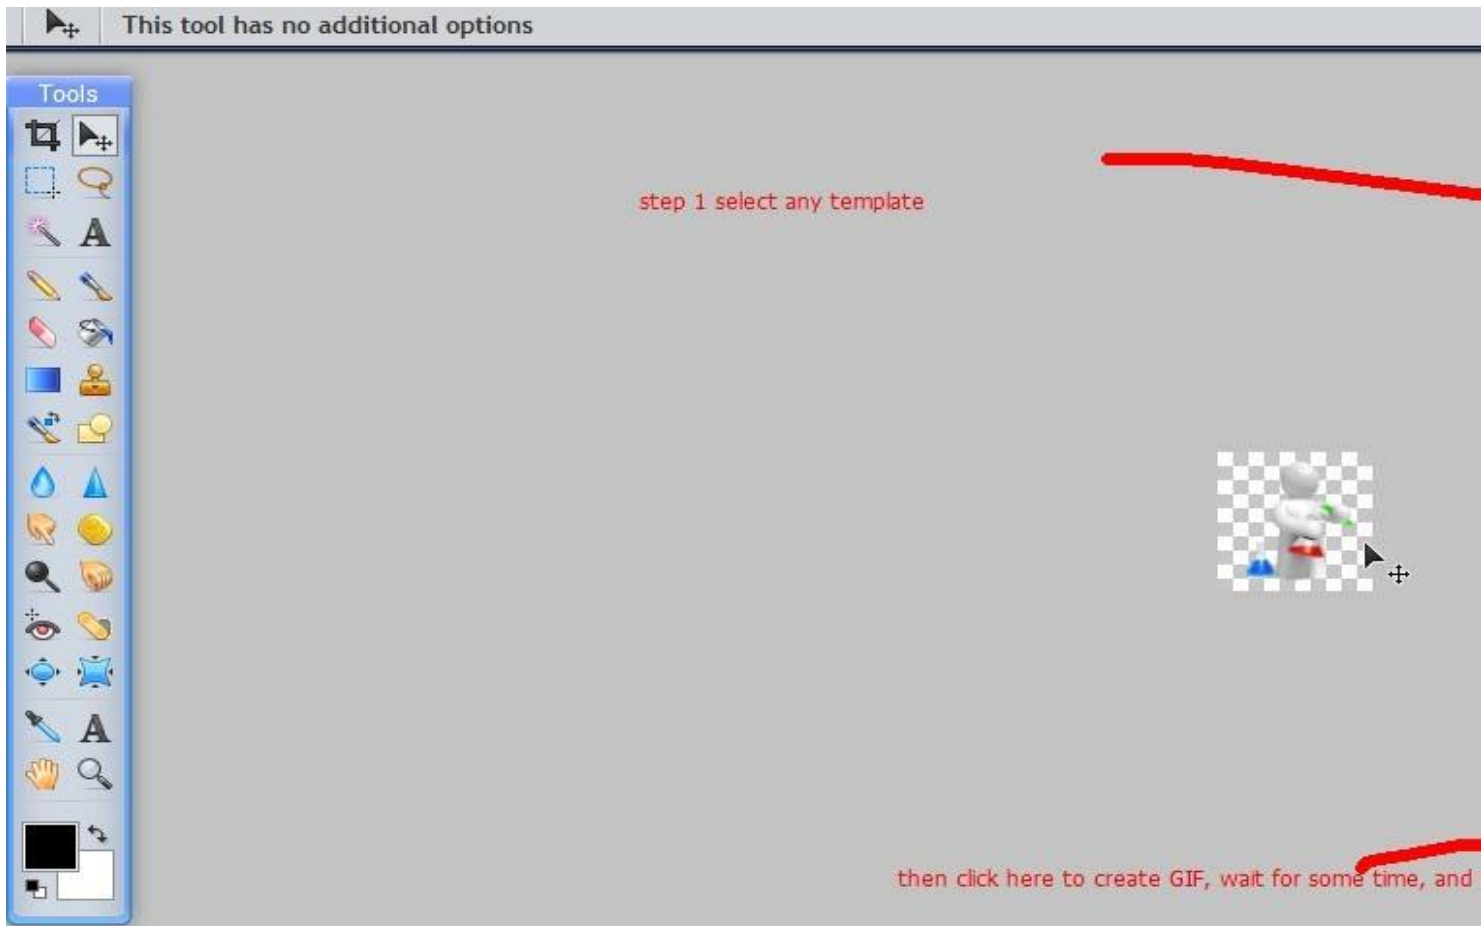 This tool has no additional options
Tools
step 1 select any template
then click here to create GIF, wait for some time, and